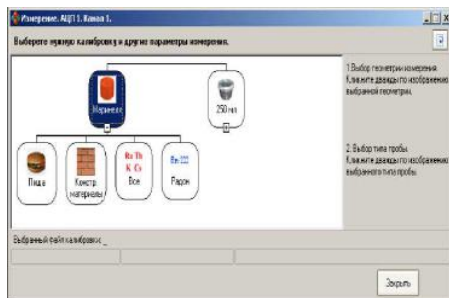 Измерение. АЦП 1. Канал 1.
Выберете нужную калибровку и другие параметры измерения.
Маринелли
250 мл
Пища
Констр. материалы
Ra Th
K Cs
Все
Rn-222
Радон
1.Выбор геометрии измерения
Кликните дважды по изображению
выбранной геометрии.
2. Выбор типа пробы.
Кликните дважды по изображению
выбранного типа пробы.
Выбранный файл калибровки: _
Закрыть